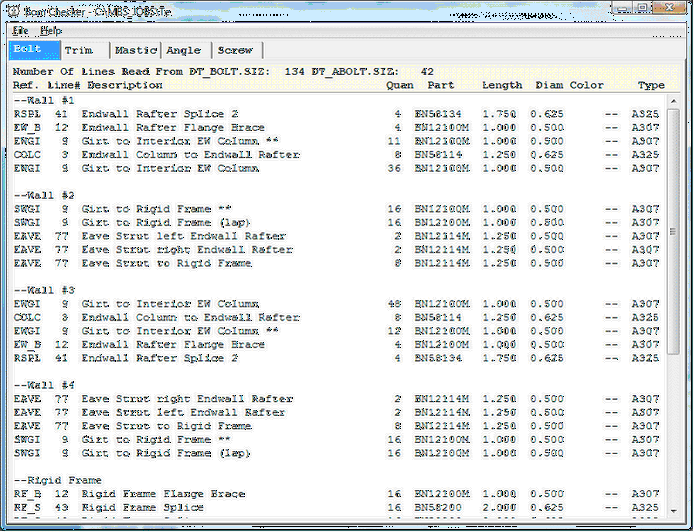 File Help
Bolt Trim Mastic Angle Screw
Number Of Lines Read From DT_BOLT.SIZ: 134 DT_ABOLT.SIZ: 42
Ref. Line# Description Quan Part Length Diam Color Type
--Wall #1
RSPL 41 Endwall Rafter Splice 2 4 BN58134 1.750 0.625 -- A325
EW_B 12 Endwall Rafter Flange Brace 4 BN12100M 1.000 0.500 -- A307
EWGI 9 Girt to Interior EW Column ** 11 BN12100M 1.000 0.500 -- A307
COLC 3 Endwall Column to Endwall Rafter 8 BN58114 1.250 0.625 -- A325
EWGI 9 Girt to Interior EW Column 36 BN12100M 1.000 0.500 -- A307
--Wall #2
SWGI 9 Girt to Rigid Frame ** 16 BN12100M 1.000 0.500 -- A307
SWGI 9 Girt to Rigid Frame (lap) 16 BN12100M 1.000 0.500 -- A307
EAVE 77 Eave Strut left Endwall Rafter 2 BN12114M 1.250 0.500 -- A307
EAVE 77 Eave Strut right Endwall Rafter 2 BN12114M 1.250 0.500 -- A307
EAVE 77 Eave Strut to Rigid Frame 8 BN12114M 1.250 0.500 -- A307
--Wall #3
EWGI 9 Girt to Interior EW Column 48 BN12100M 1.000 0.500 -- A307
COLC 3 Endwall Column to Endwall Rafter 8 BN58114 1.250 0.625 -- A325
EWGI 9 Girt to Interior EW Column ** 12 BN12100M 1.000 0.500 -- A307
EW_B 12 Endwall Rafter Flange Brace 4 BN12100M 1.000 0.500 -- A307
RSPL 41 Endwall Rafter Splice 2 4 BN58134 1.750 0.625 -- A325
--Wall #4
EAVE 77 Eave Strut right Endwall Rafter 2 BN12114M 1.250 0.500 -- A307
EAVE 77 Eave Strut left Endwall Rafter 2 BN12114M 1.250 0.500 -- A307
EAVE 77 Eave Strut to Rigid Frame 8 BN12114M 1.250 0.500 -- A307
SWGI 9 Girt to Rigid Frame ** 16 BN12100M 1.000 0.500 -- A307
SWGI 9 Girt to Rigid Frame (lap) 16 BN12100M 1.000 0.500 -- A307
--Rigid Frame
RF_B 12 Rigid Frame Flange Brace 16 BN12100M 1.000 0.500 -- A307
RF_S 43 Rigid Frame Splice 16 BN58200 2.000 0.625 -- A325